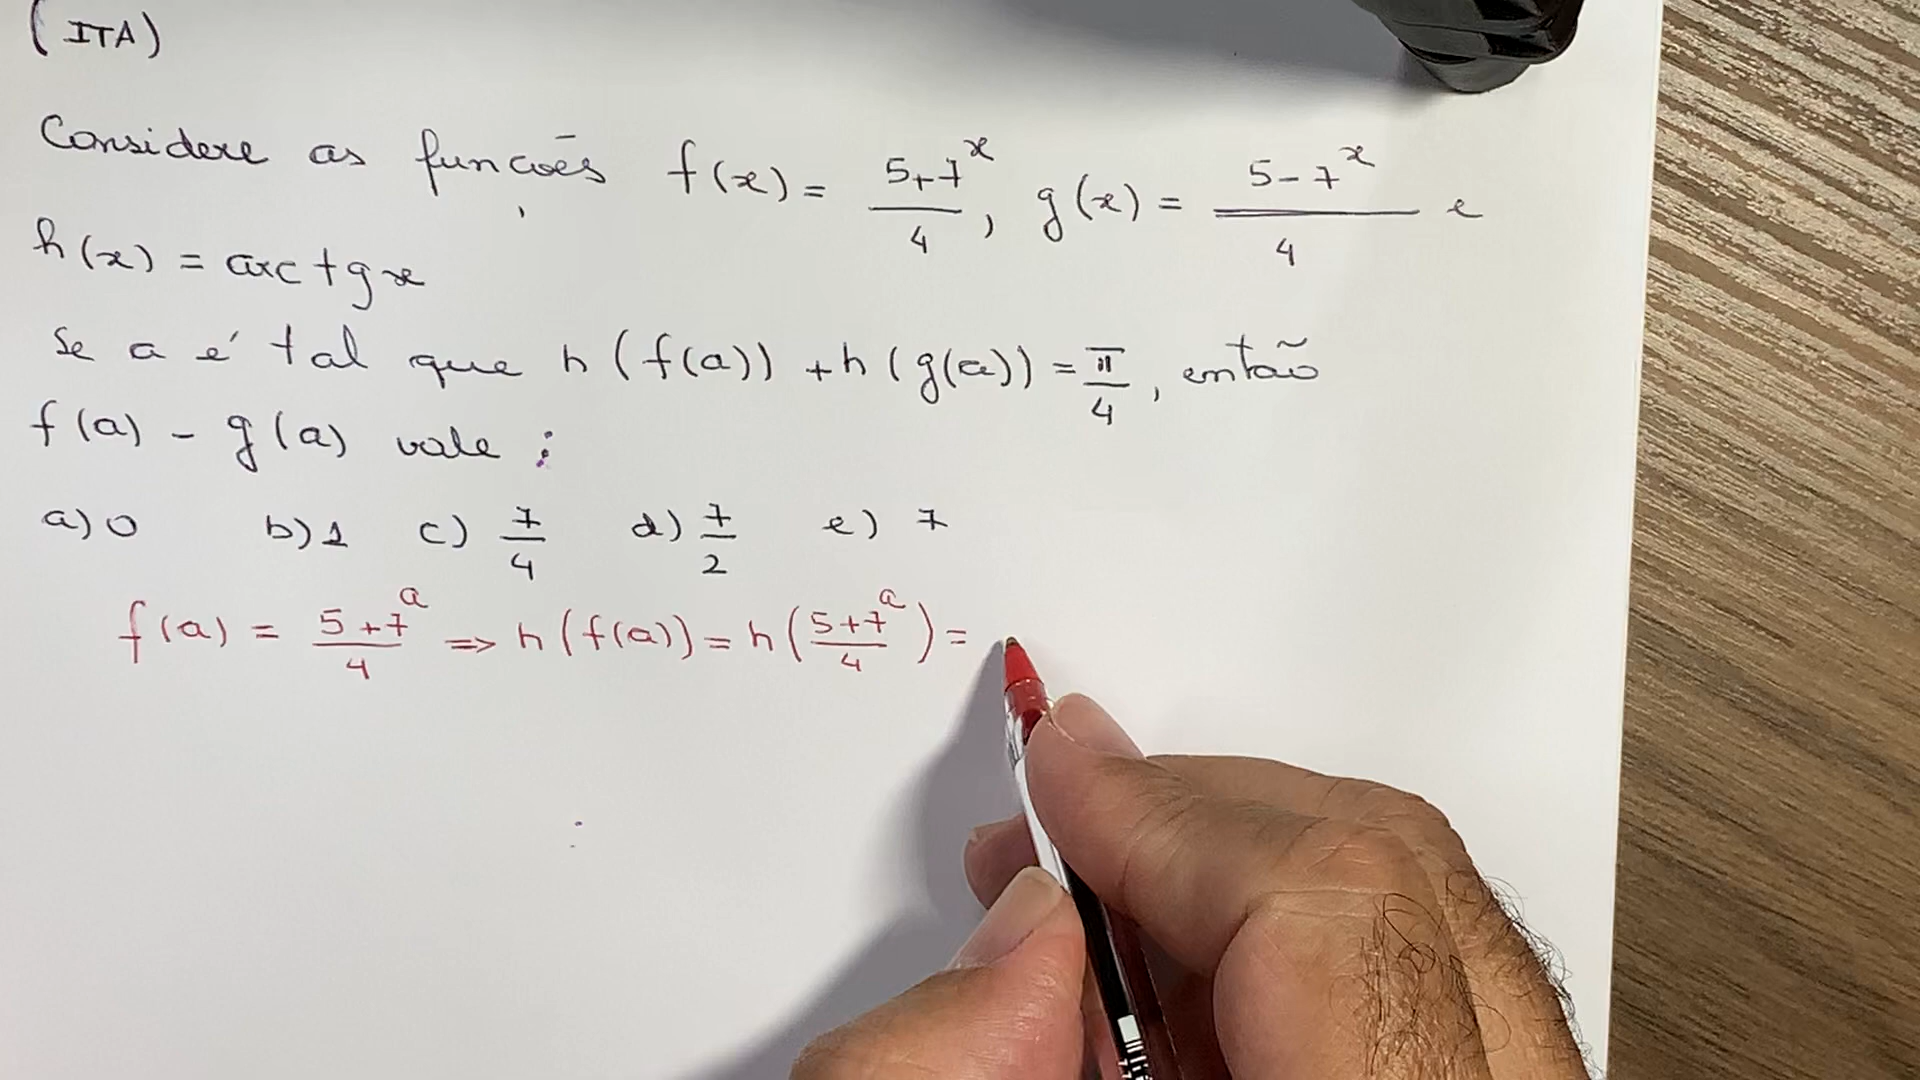 (ITA)
Considere as funções f(x) = (5+7^x)/4, g(x) = (5-7^x)/4 e
h(x) = arctgx
Se a é tal que h(f(a)) + h(g(a)) = π/4, então
f(a) - g(a) vale:
a) 0 b) 1 c) 7/4 d) 7/2 e) 7
f(a) = (5+7^a)/4 => h(f(a)) = h((5+7^a)/4) =